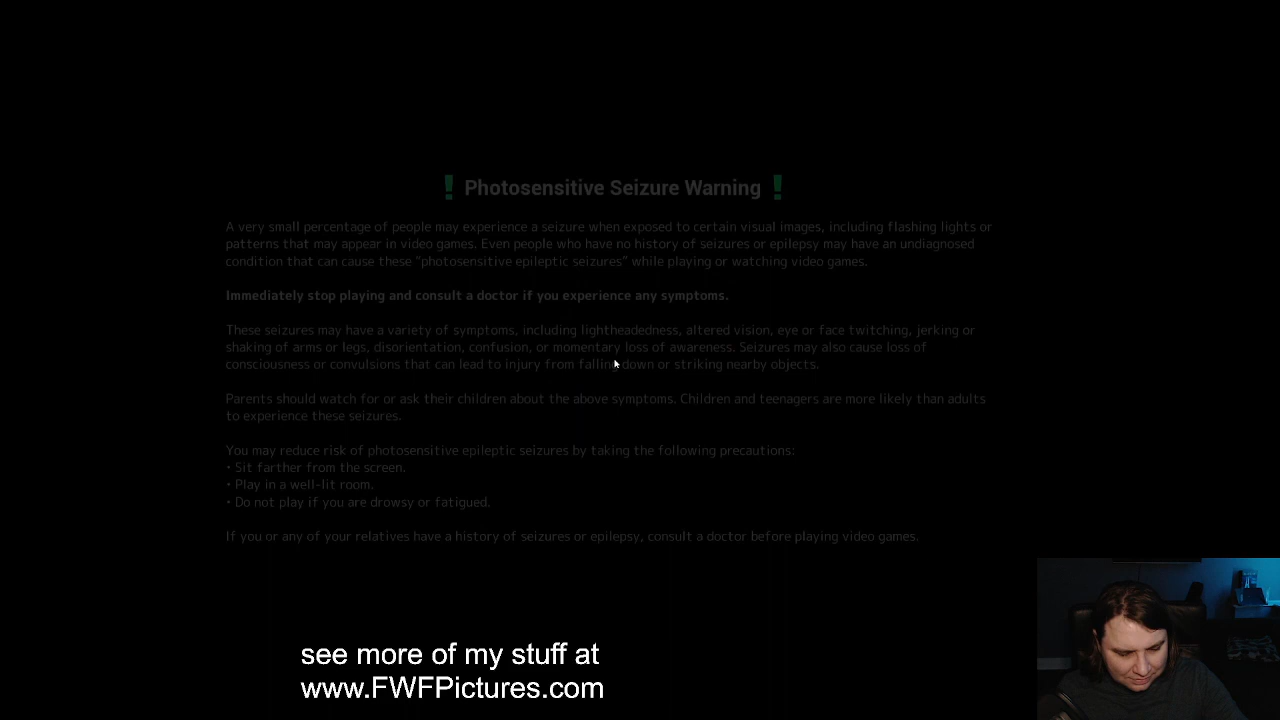 ! Photosensitive Seizure Warning !
A very small percentage of people may experience a seizure when exposed to certain visual images, including flashing lights or
patterns that may appear in video games. Even people who have no history of seizures or epilepsy may have an undiagnosed
condition that can cause these “photosensitive epileptic seizures” while playing or watching video games.
Immediately stop playing and consult a doctor if you experience any symptoms.
These seizures may have a variety of symptoms, including lightheadedness, altered vision, eye or face twitching, jerking or
shaking of arms or legs, disorientation, confusion, or momentary loss of awareness. Seizures may also cause loss of
consciousness or convulsions that can lead to injury from falling down or striking nearby objects.
Parents should watch for or ask their children about the above symptoms. Children and teenagers are more likely than adults
to experience these seizures.
You may reduce risk of photosensitive epileptic seizures by taking the following precautions:
• Sit farther from the screen.
• Play in a well-lit room.
• Do not play if you are drowsy or fatigued.
If you or any of your relatives have a history of seizures or epilepsy, consult a doctor before playing video games.
see more of my stuff at
www.FWFPictures.com